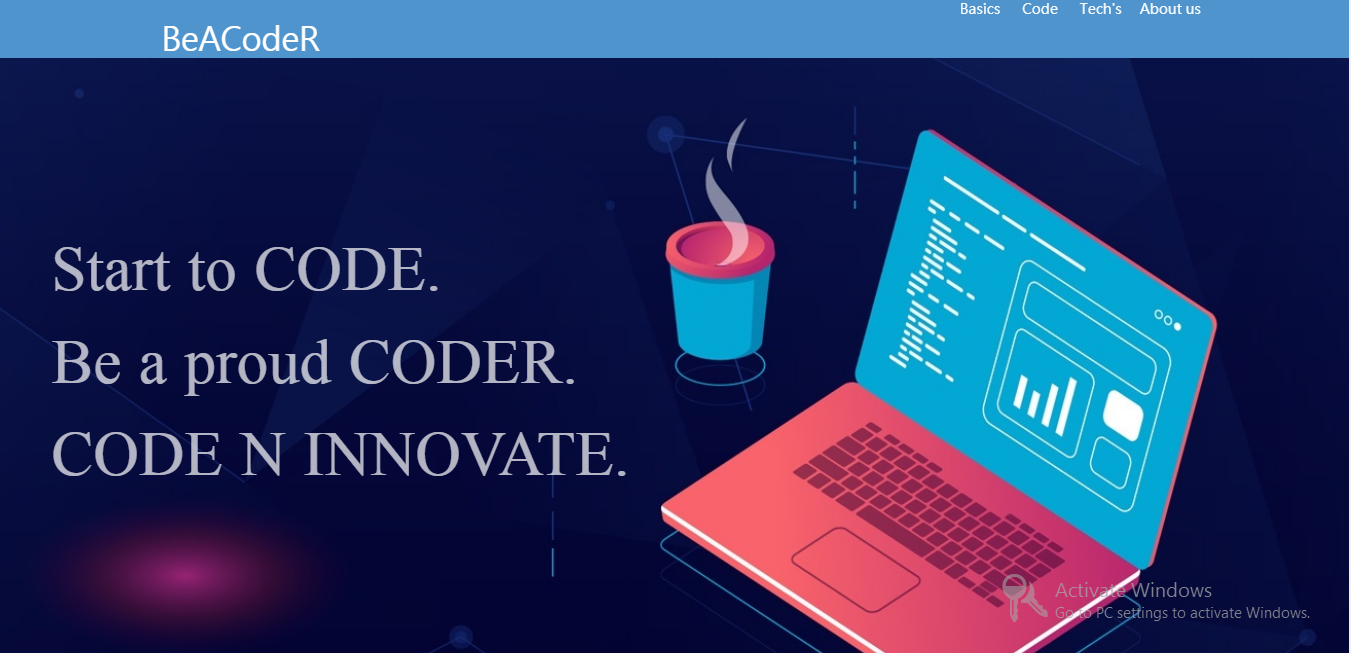 Basics Code Tech's About us
BeACodeR
Start to CODE.
Be a proud CODER.
CODE N INNOVATE.
Activate Windows
Go to PC settings to activate Windows.